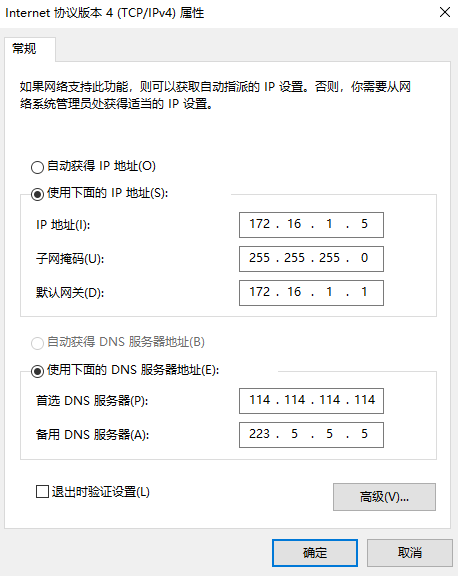 Internet 协议版本 4 (TCP/IPv4) 属性
常规
如果网络支持此功能，则可以获取自动指派的 IP 设置。否则，你需要从网
络系统管理员处获得适当的 IP 设置。
自动获得 IP 地址(O)
使用下面的 IP 地址(S):
IP 地址(I): 172 . 16 . 1 . 5
子网掩码(U): 255 . 255 . 255 . 0
默认网关(D): 172 . 16 . 1 . 1
自动获得 DNS 服务器地址(B)
使用下面的 DNS 服务器地址(E):
首选 DNS 服务器(P): 114 . 114 . 114 . 114
备用 DNS 服务器(A): 223 . 5 . 5 . 5
退出时验证设置(L)
高级(V)...
确定 取消